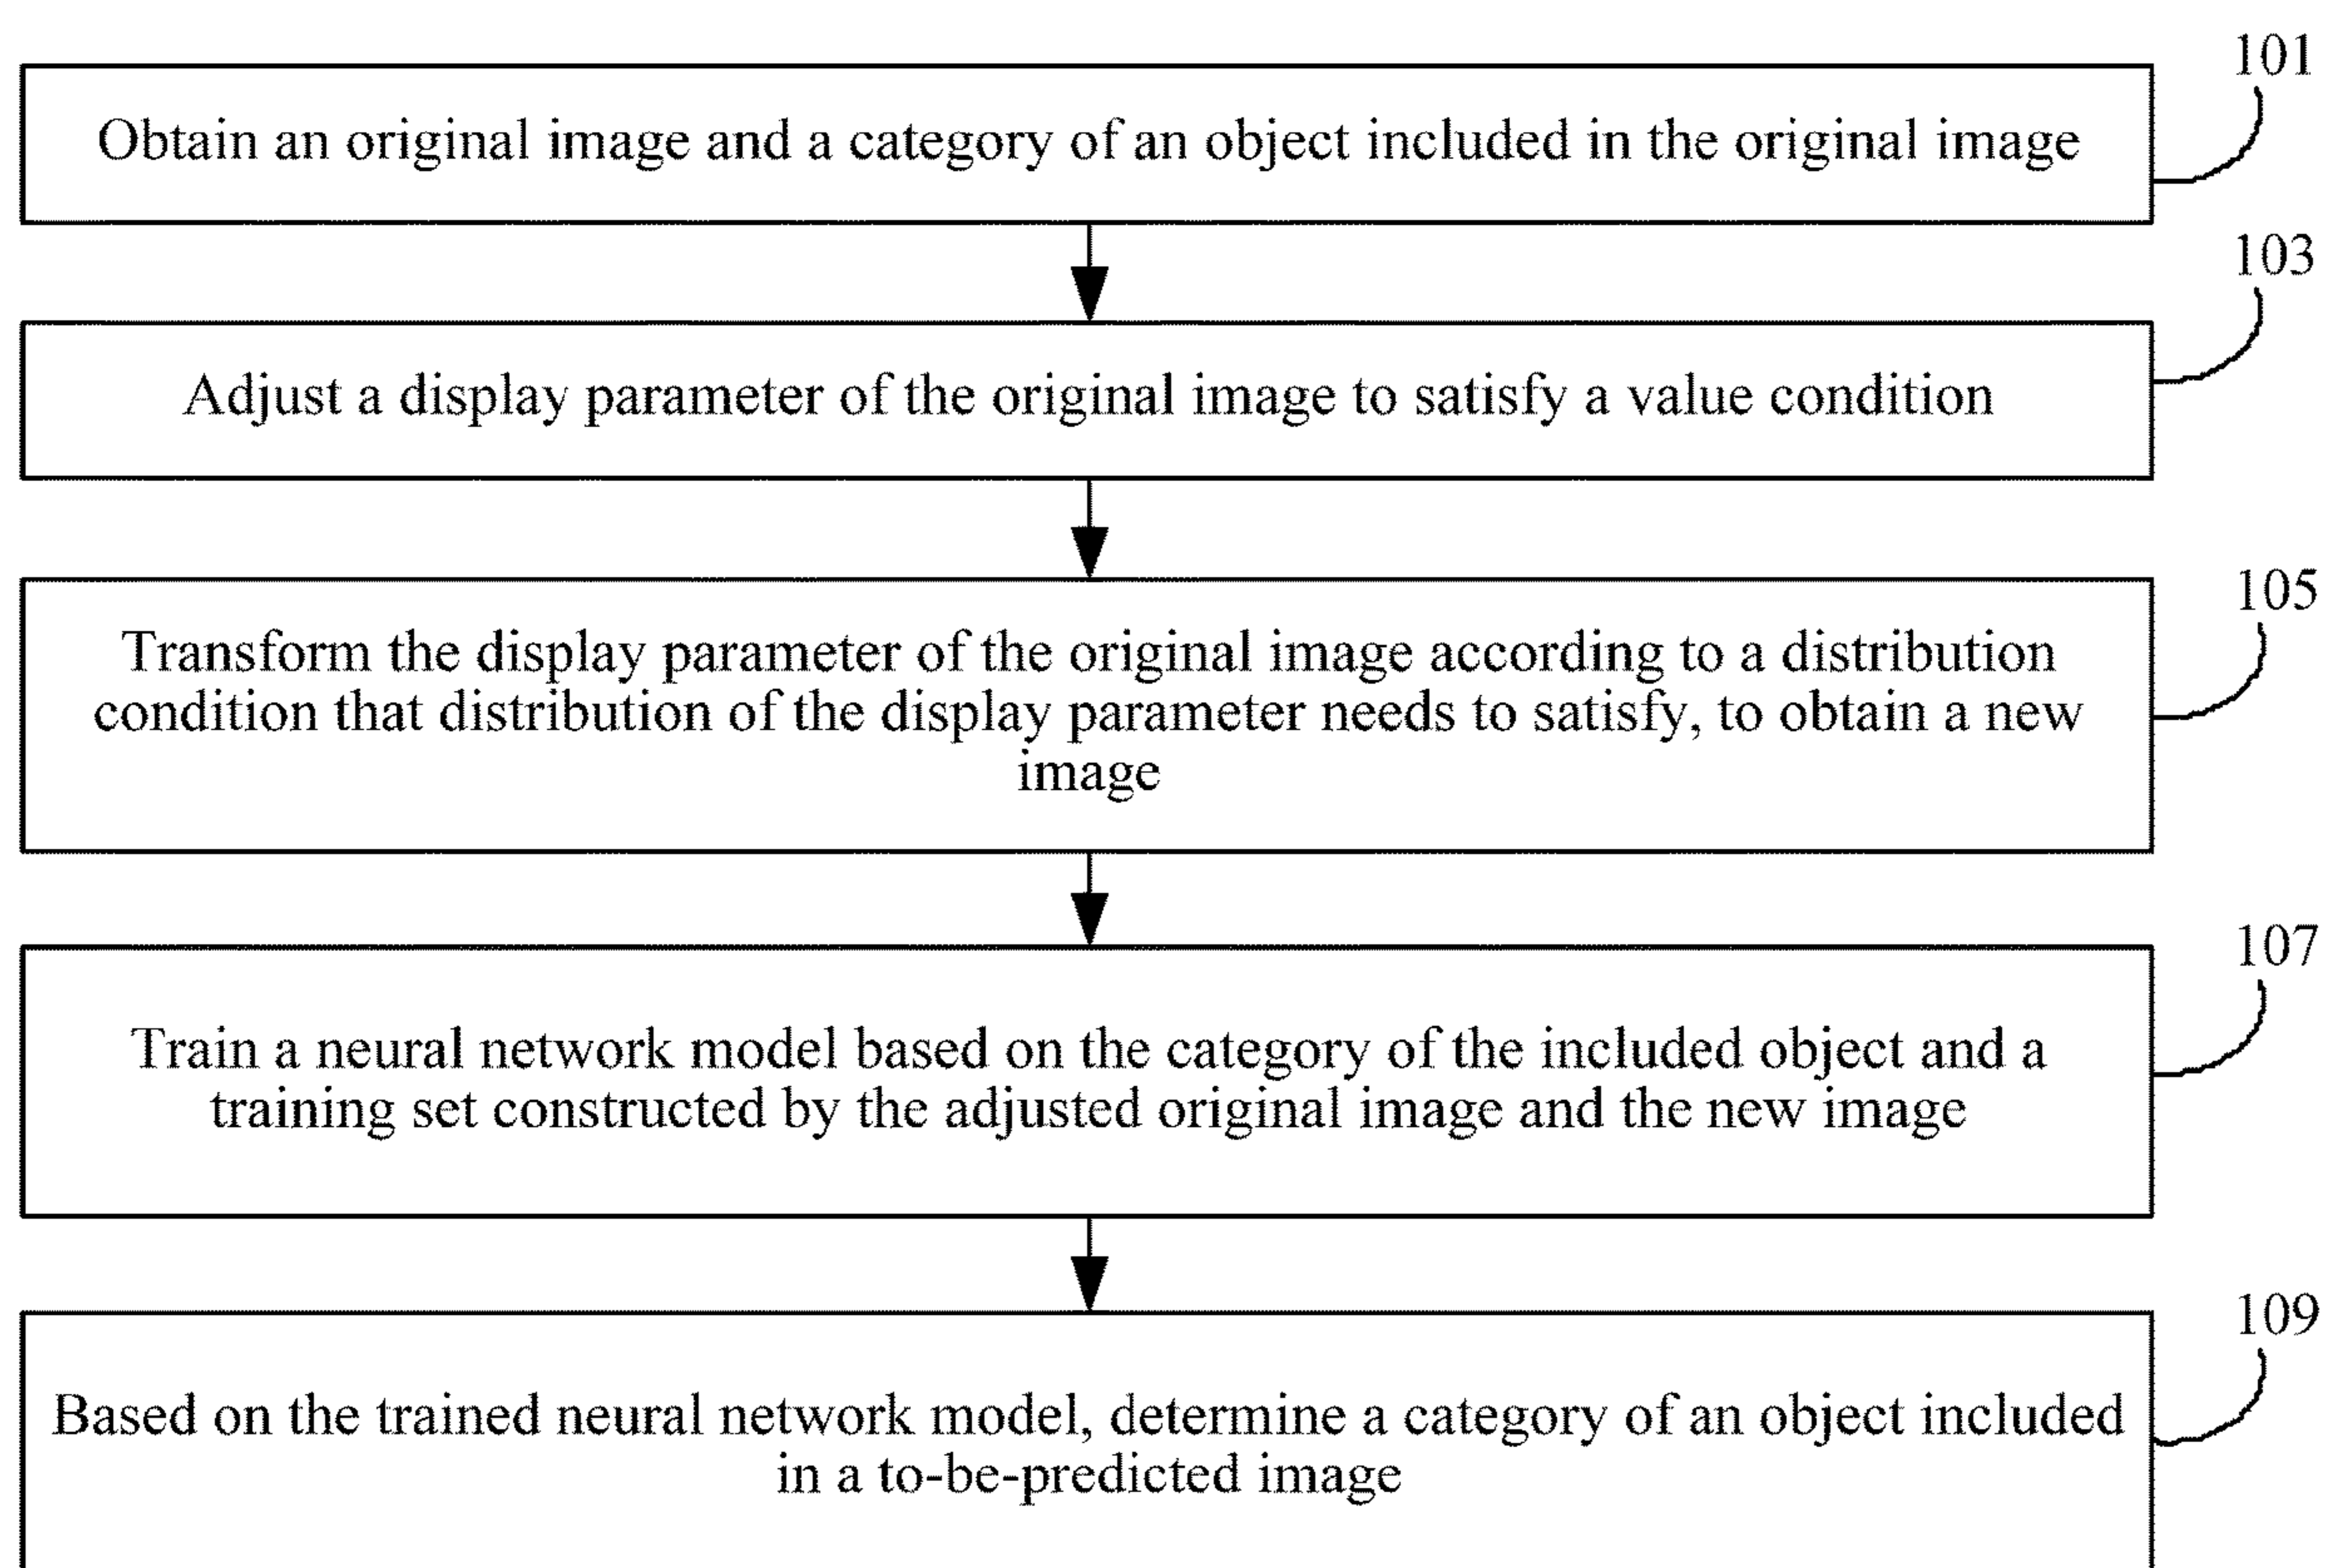 101
Obtain an original image and a category of an object included in the original image
103
Adjust a display parameter of the original image to satisfy a value condition
105
Transform the display parameter of the original image according to a distribution
condition that distribution of the display parameter needs to satisfy, to obtain a new
image
107
Train a neural network model based on the category of the included object and a
training set constructed by the adjusted original image and the new image
109
Based on the trained neural network model, determine a category of an object included
in a to-be-predicted image